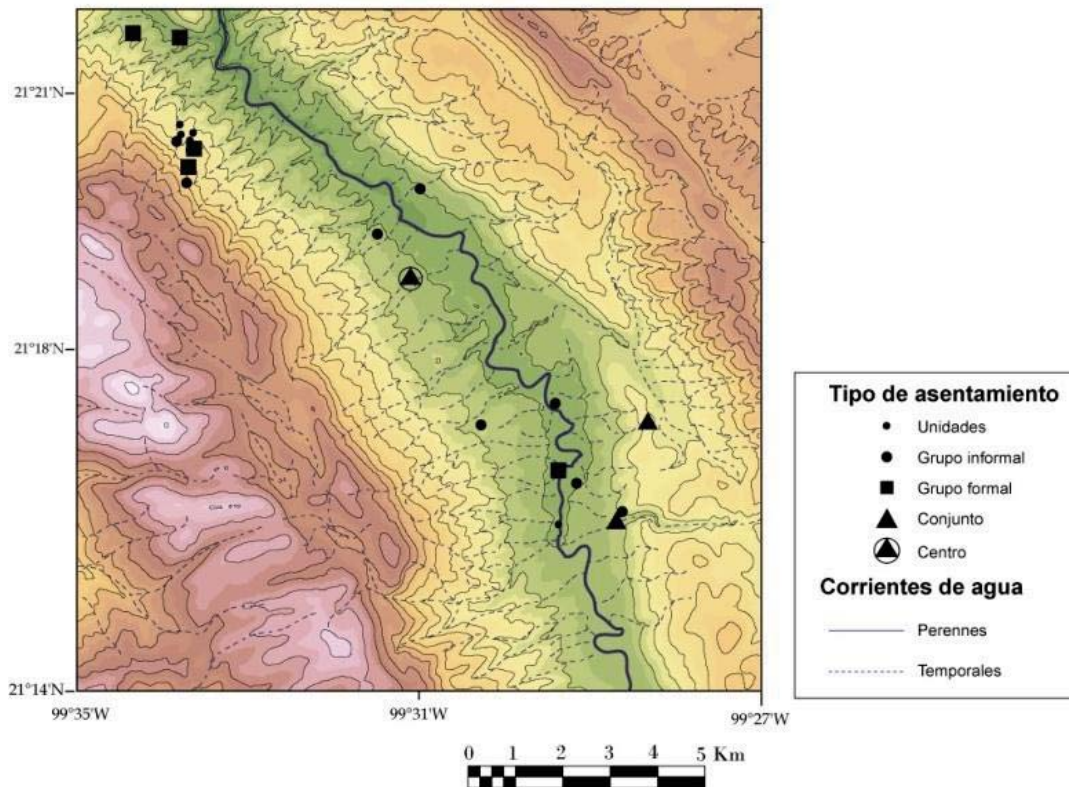 21°21'N
21°18'N
21°14'N
99°35'W
99°31'W
99°27'W
0 1 2 3 4 5 Km
Tipo de asentamiento
Unidades
Grupo informal
Grupo formal
Conjunto
Centro
Corrientes de agua
Perennes
Temporales